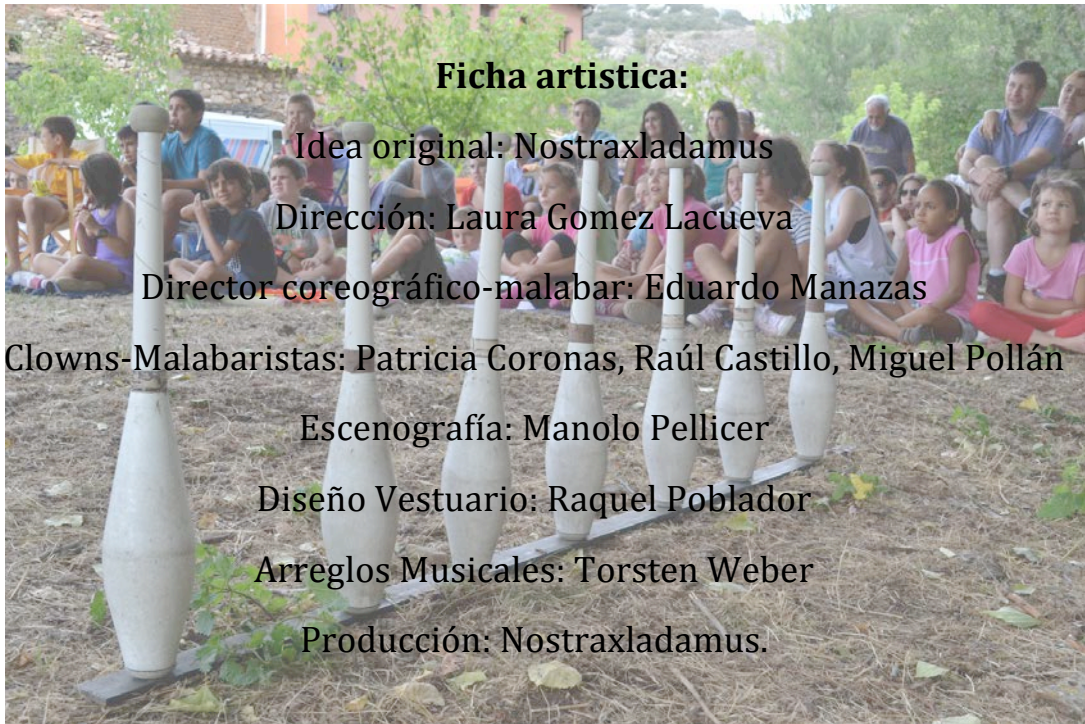 Ficha artistica:
Idea original: Nostraxladamus
Dirección: Laura Gomez Lacueva
Director coreográfico-malabar: Eduardo Manazas
Clowns-Malabaristas: Patricia Coronas, Raúl Castillo, Miguel Pollán
Escenografía: Manolo Pellicer
Diseño Vestuario: Raquel Poblador
Arreglos Musicales: Torsten Weber
Producción: Nostraxladamus.